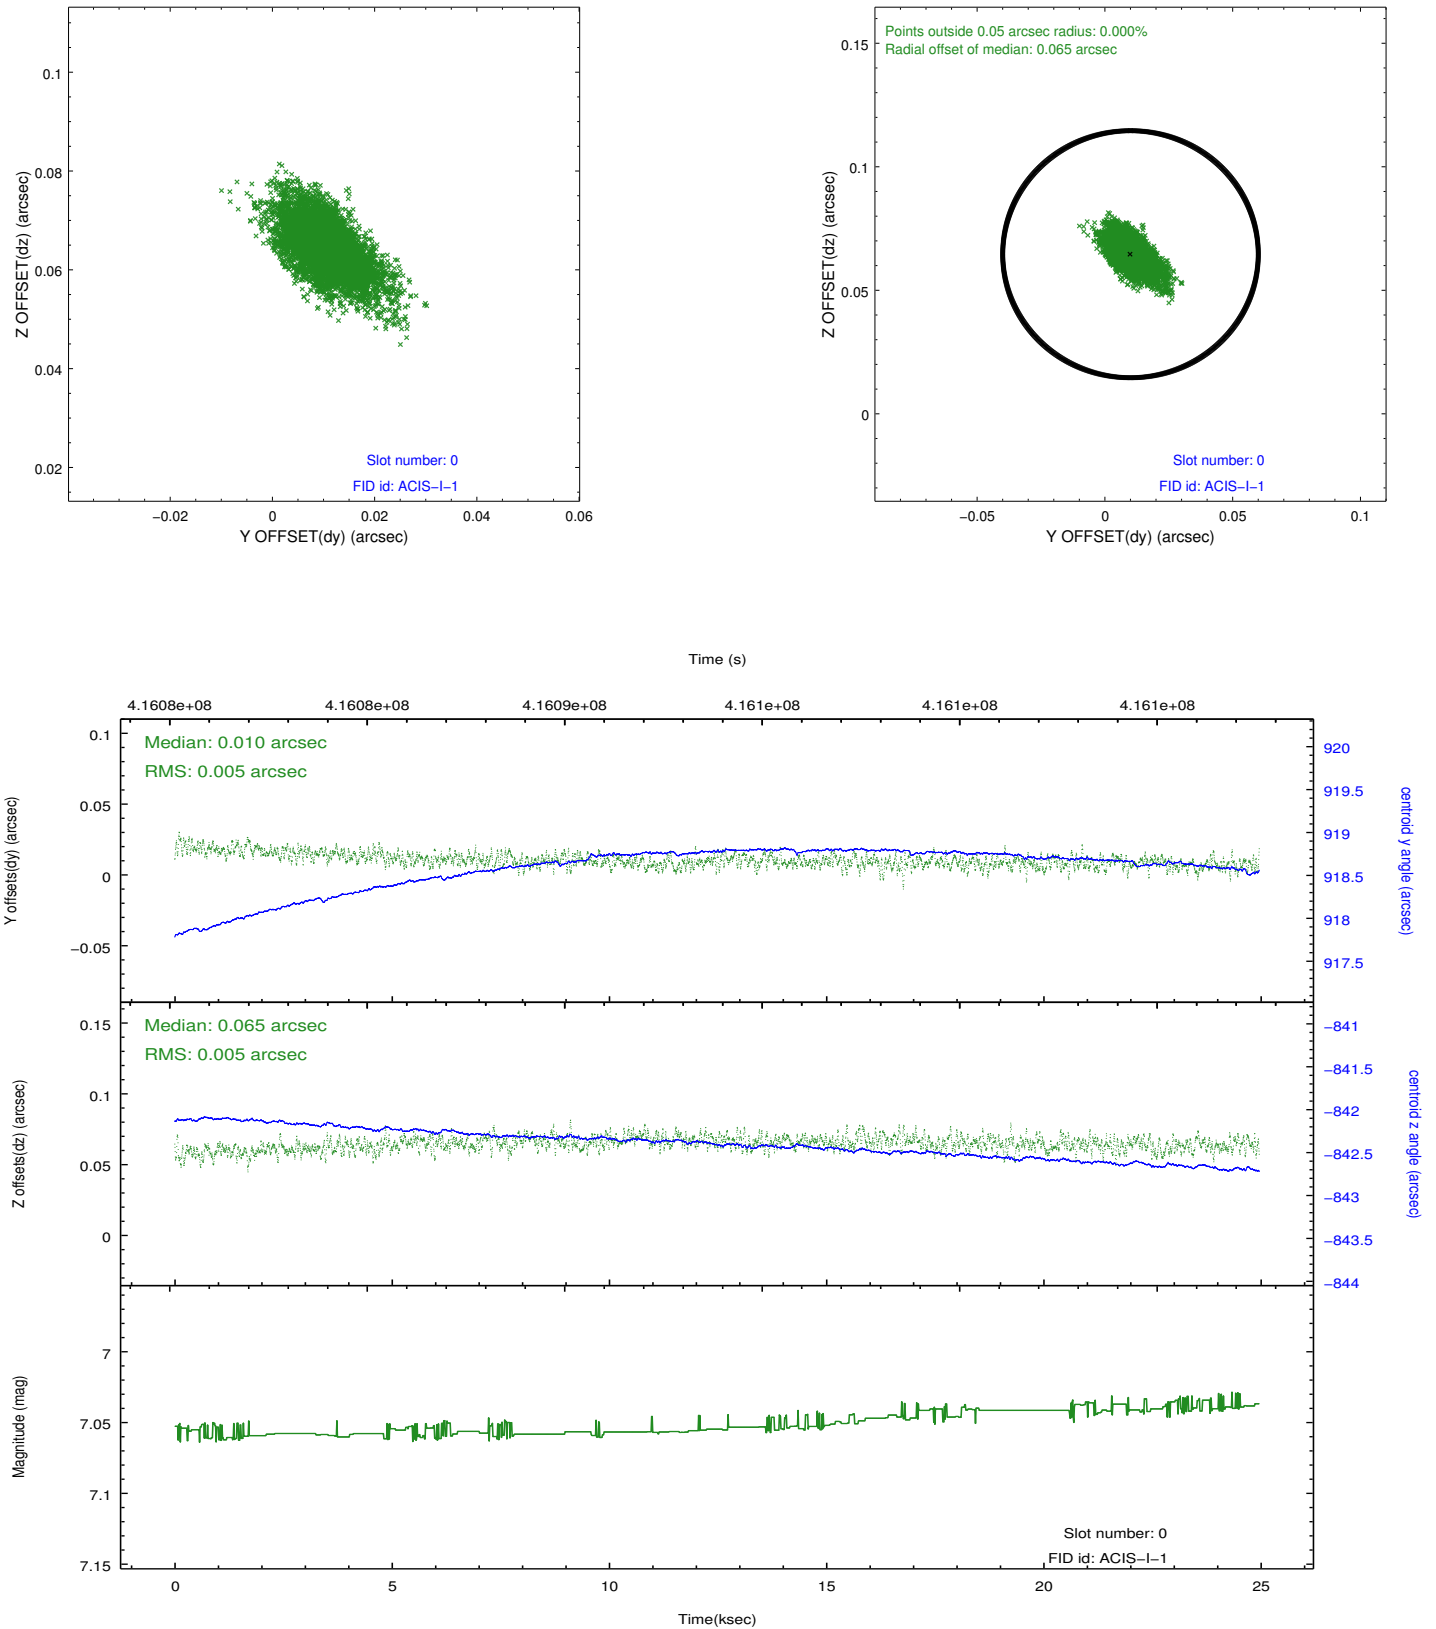 0.1
0.08
0.06
0.04
0.02
Z OFFSET(dz) (arcsec)
Slot number: 0
FID id: ACIS−I−1
−0.02 0 0.02 0.04 0.06
Y OFFSET(dy) (arcsec)
Points outside 0.05 arcsec radius: 0.000%
Radial offset of median: 0.065 arcsec
0.15
0.1
0.05
0
Z OFFSET(dz) (arcsec)
Slot number: 0
FID id: ACIS−I−1
−0.05 0 0.05 0.1
Y OFFSET(dy) (arcsec)
Time (s)
4.1608e+08 4.1608e+08 4.1609e+08 4.161e+08 4.161e+08 4.161e+08
Median: 0.010 arcsec
RMS: 0.005 arcsec
0.1
0.05
0
−0.05
Y offsets(dy) (arcsec)
920
919.5
919
918.5
918
917.5
centroid y angle (arcsec)
Median: 0.065 arcsec
RMS: 0.005 arcsec
0.15
0.1
0.05
0
Z offsets(dz) (arcsec)
−841
−841.5
−842
−842.5
−843
−843.5
−844
centroid z angle (arcsec)
7
7.05
7.1
7.15
Magnitude (mag)
Slot number: 0
FID id: ACIS−I−1
0 5 10 15 20 25
Time(ksec)